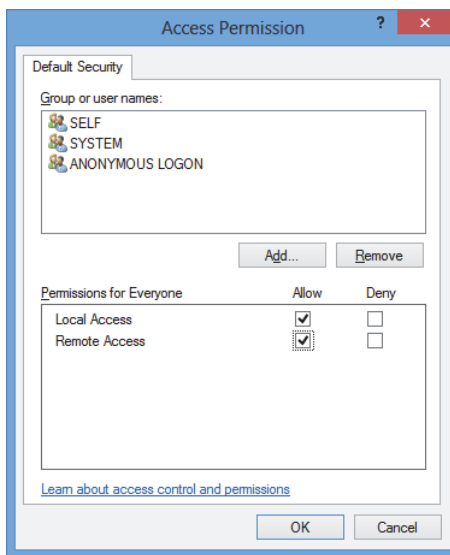 Access Permission ? ×
Default Security
Group or user names:
SELF
SYSTEM
ANONYMOUS LOGON
Add... Remove
Permissions for Everyone Allow Deny
Local Access
Remote Access
Learn about access control and permissions
OK Cancel